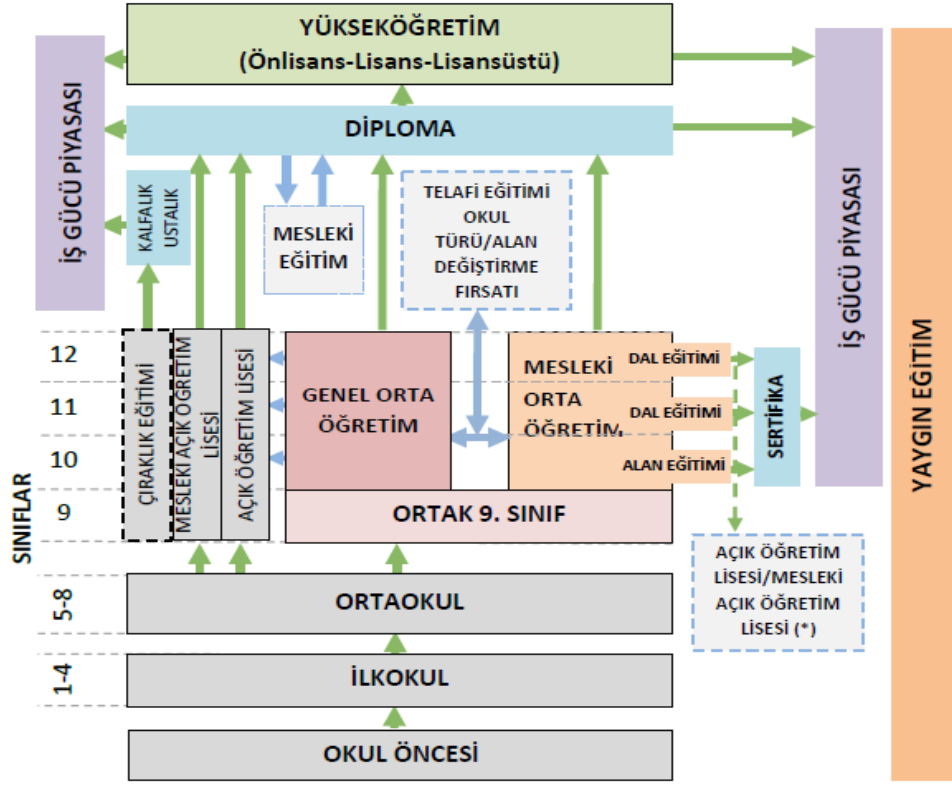 YÜKSEKÖĞRETİM
(Önlisans-Lisans-Lisansüstü)
İŞ GÜCÜ PİYASASI
DİPLOMA
KALFALIK
USTALIK
MESLEKİ
EĞİTİM
TELAFİ EĞİTİMİ
OKUL
TÜRÜ/ALAN
DEĞİŞTİRME
FIRSATI
İŞ GÜCÜ PİYASASI
YAYGIN EĞİTİM
SINIFLAR
12
11
10
9
5-8
1-4
ÇIRAKLIK EĞİTİMİ
MESLEKİ AÇIK ÖĞRETİM
LİSESİ
AÇIK ÖĞRETİM LİSESİ
GENEL ORTA
ÖĞRETİM
MESLEKİ
ORTA
ÖĞRETİM
DAL EĞİTİMİ
DAL EĞİTİMİ
ALAN EĞİTİMİ
SERTİFİKA
ORTAK 9. SINIF
AÇIK ÖĞRETİM
LİSESİ/MESLEKİ
AÇIK ÖĞRETİM
LİSESİ (*)
ORTAOKUL
İLKOKUL
OKUL ÖNCESİ